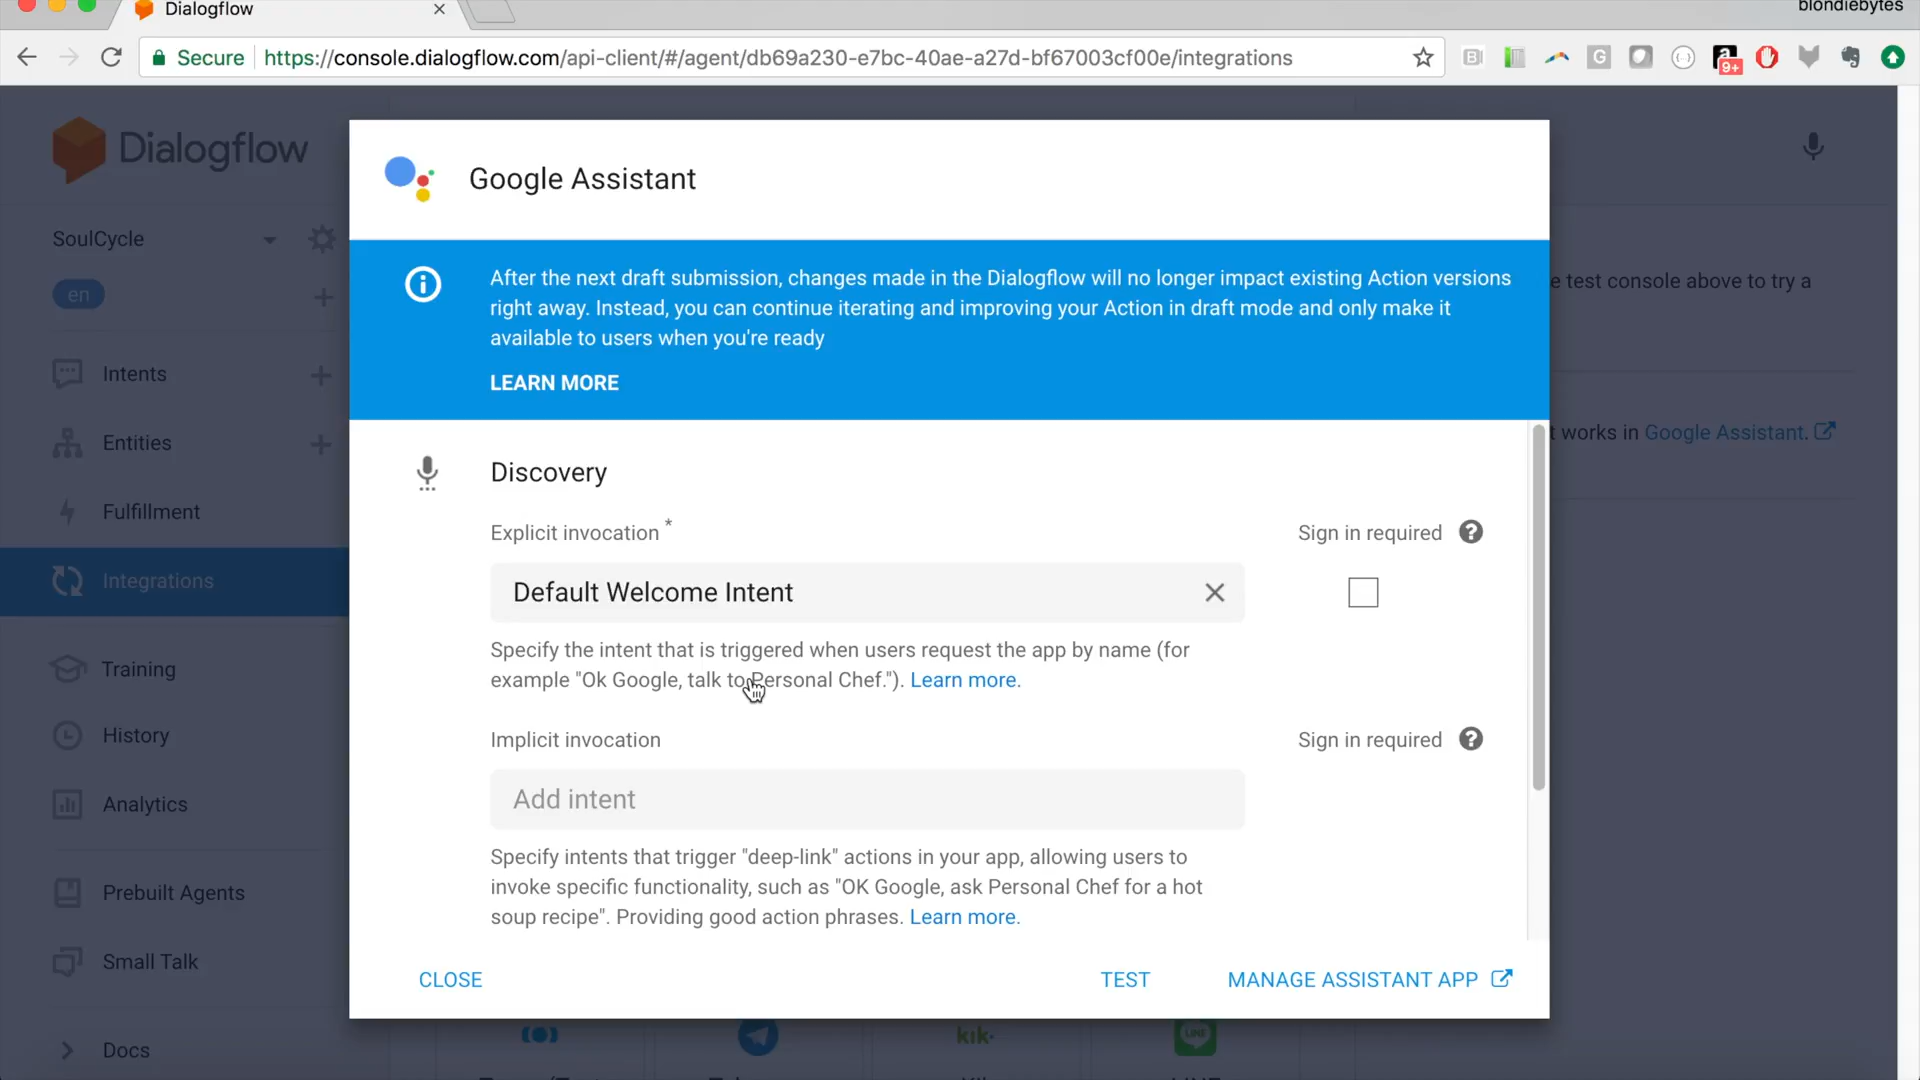 Dialogflow
blondiebytes
Secure
https://console.dialogflow.com/api-client/#/agent/db69a230-e7bc-40ae-a27d-bf67003cf00e/integrations
9+
Dialogflow
SoulCycle
en
Intents
Entities
Fulfillment
Integrations
Training
History
Analytics
Prebuilt Agents
Small Talk
Docs
Google Assistant
After the next draft submission, changes made in the Dialogflow will no longer impact existing Action versions
right away. Instead, you can continue iterating and improving your Action in draft mode and only make it
available to users when you're ready
LEARN MORE
Discovery
Explicit invocation *
Sign in required
Default Welcome Intent
Specify the intent that is triggered when users request the app by name (for
example "Ok Google, talk to Personal Chef."). Learn more.
Implicit invocation
Sign in required
Add intent
Specify intents that trigger "deep-link" actions in your app, allowing users to
invoke specific functionality, such as "OK Google, ask Personal Chef for a hot
soup recipe". Providing good action phrases. Learn more.
CLOSE
TEST
MANAGE ASSISTANT APP
e test console above to try a
t works in Google Assistant.
kik
LINE